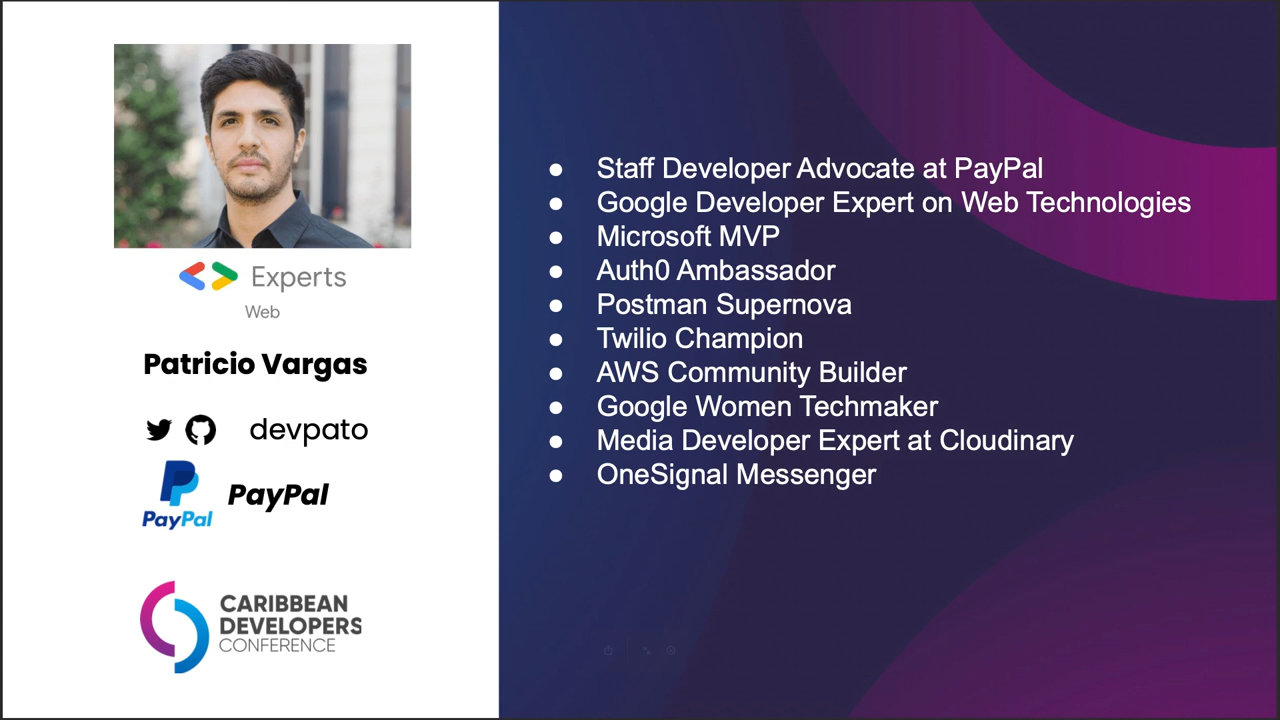 Experts
Web
Patricio Vargas
devpato
PayPal
PayPal
CARIBBEAN
DEVELOPERS
CONFERENCE
● Staff Developer Advocate at PayPal
● Google Developer Expert on Web Technologies
● Microsoft MVP
● Auth0 Ambassador
● Postman Supernova
● Twilio Champion
● AWS Community Builder
● Google Women Techmaker
● Media Developer Expert at Cloudinary
● OneSignal Messenger